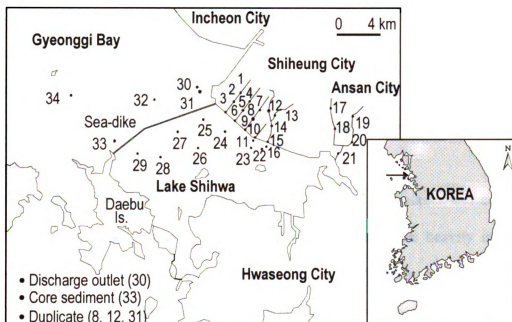 Incheon City
0 4 km
Gyeonggi Bay
Shiheung City
Ansan City
30
31
32
34
33
Sea-dike
1
2
3
4
5
6
7
8
9
10
11
12
13
14
15
16
17
18
19
20
21
22
23
24
25
26
27
28
29
Lake Shihwa
Daebu
Is.
Hwaseong City
• Discharge outlet (30)
• Core sediment (33)
• Duplicate (8, 12, 31)
N
KOREA